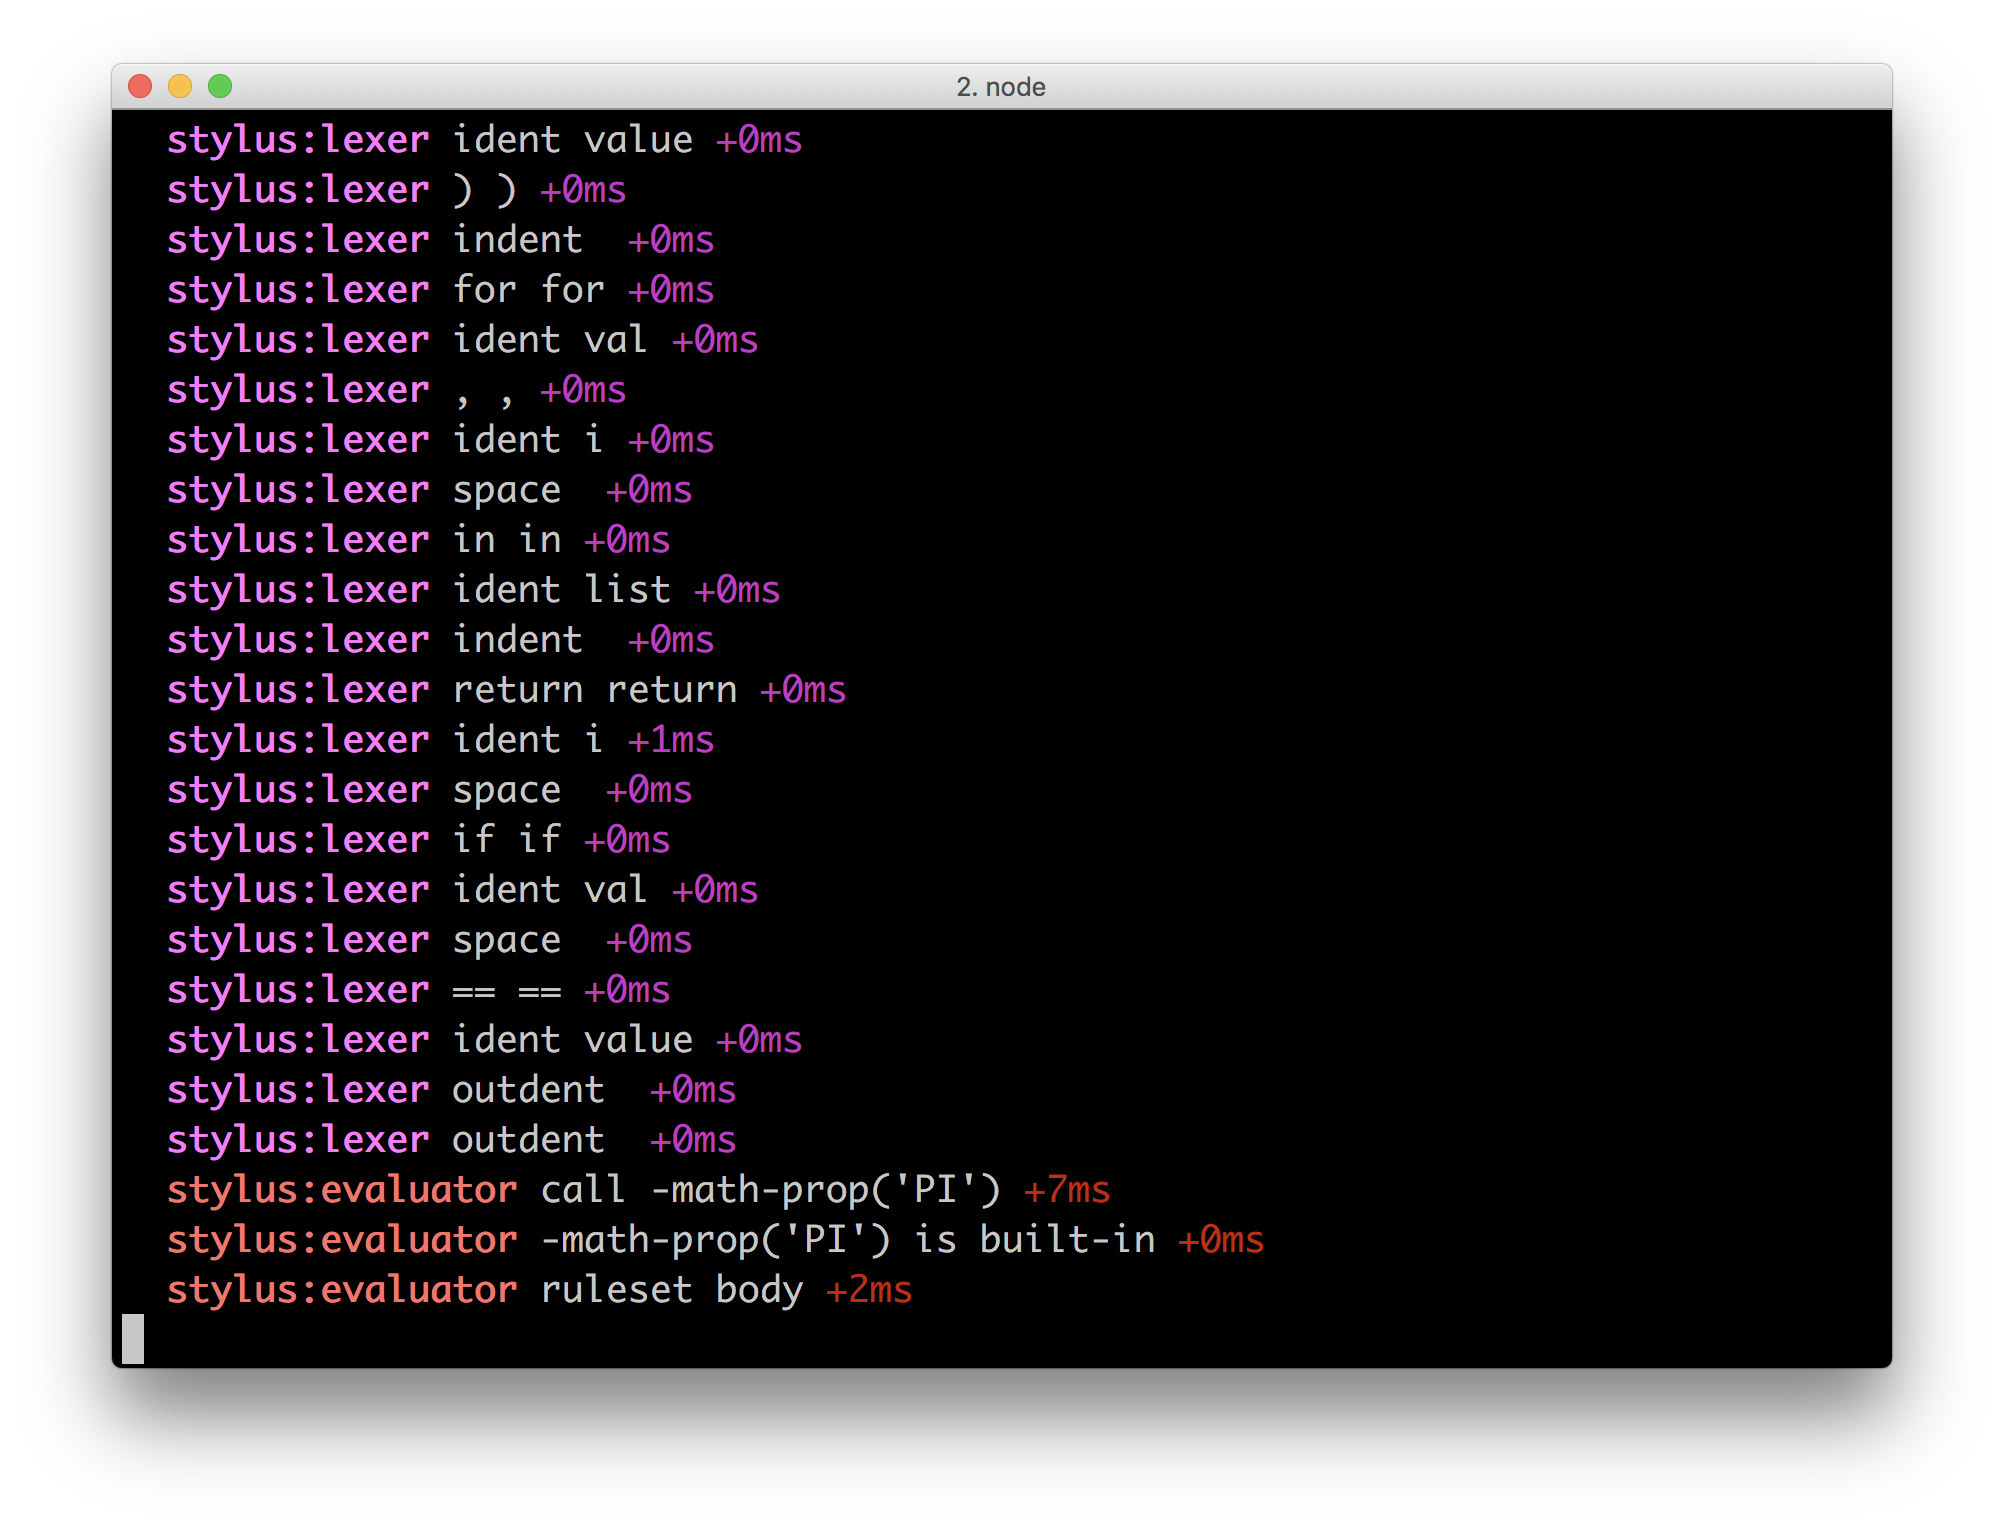 2. node
stylus:lexer ident value +0ms
stylus:lexer ) ) +0ms
stylus:lexer indent  +0ms
stylus:lexer for for +0ms
stylus:lexer ident val +0ms
stylus:lexer , , +0ms
stylus:lexer ident i +0ms
stylus:lexer space  +0ms
stylus:lexer in in +0ms
stylus:lexer ident list +0ms
stylus:lexer indent  +0ms
stylus:lexer return return +0ms
stylus:lexer ident i +1ms
stylus:lexer space  +0ms
stylus:lexer if if +0ms
stylus:lexer ident val +0ms
stylus:lexer space  +0ms
stylus:lexer == == +0ms
stylus:lexer ident value +0ms
stylus:lexer outdent  +0ms
stylus:lexer outdent  +0ms
stylus:evaluator call -math-prop('PI') +7ms
stylus:evaluator -math-prop('PI') is built-in +0ms
stylus:evaluator ruleset body +2ms